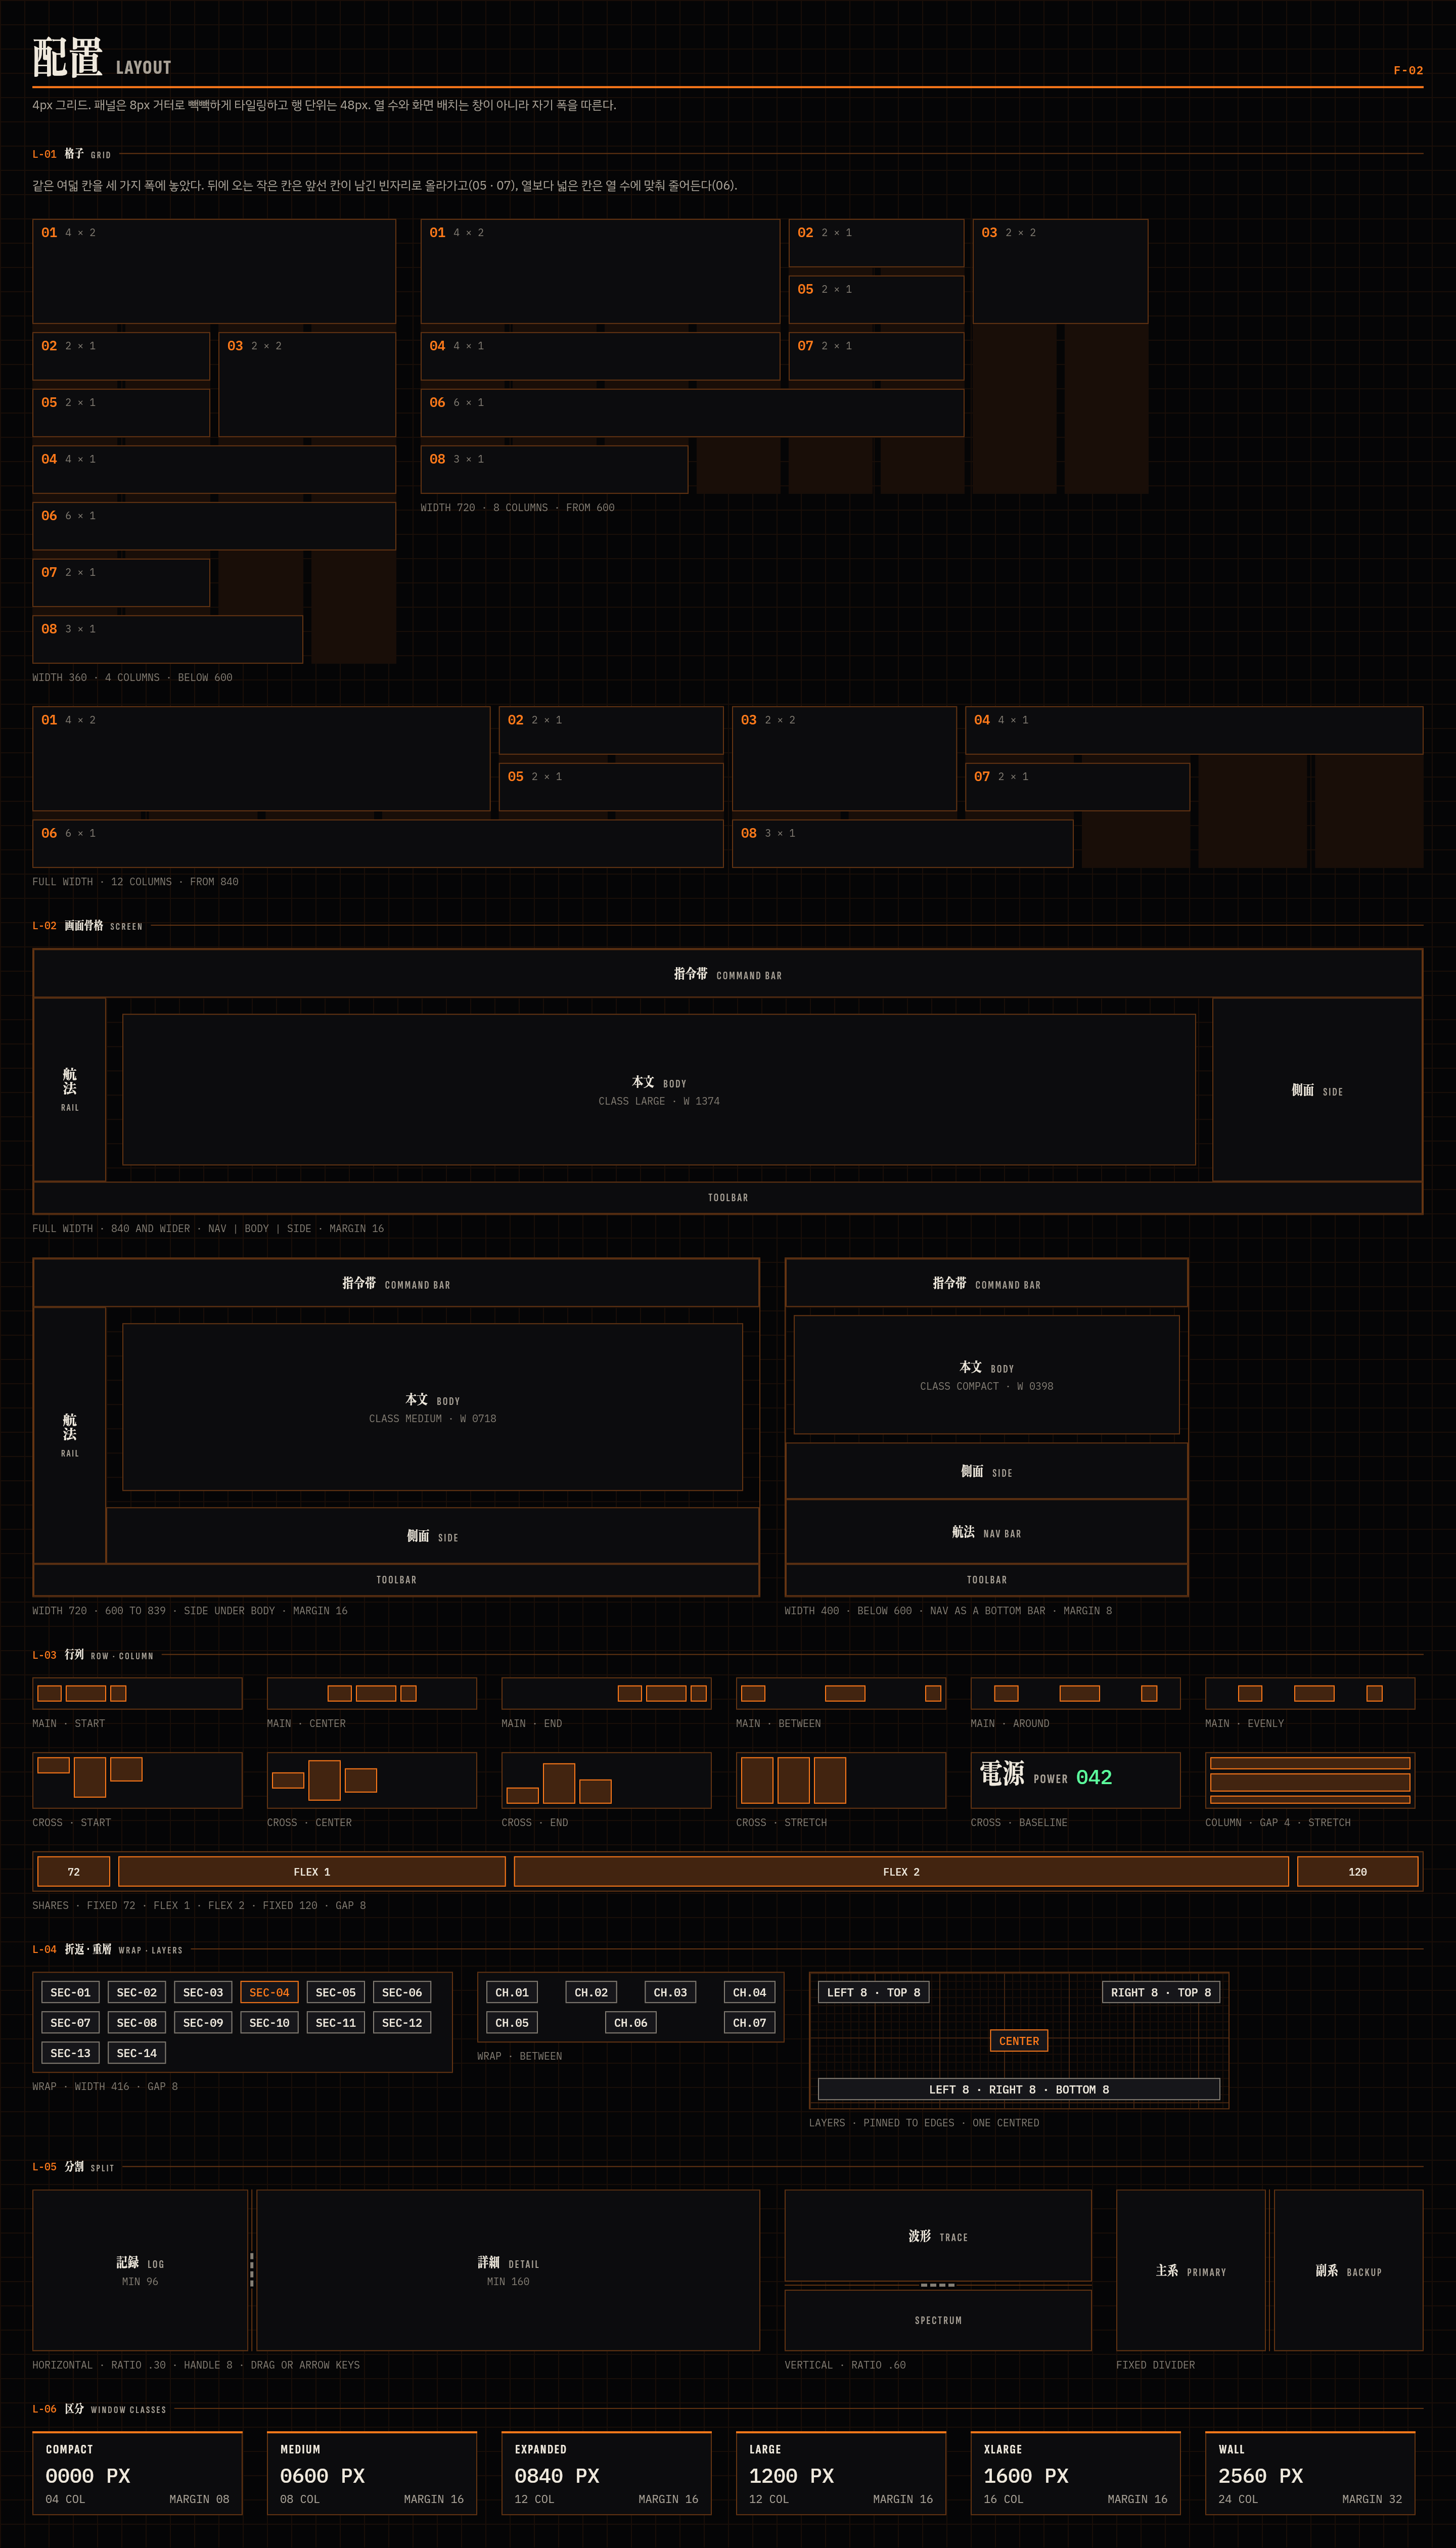 配置 LAYOUT F-02
4px 그리드. 패널은 8px 거터로 빽빽하게 타일링하고 행 단위는 48px. 열 수와 화면 배치는 창이 아니라 자기 폭을 따른다.
L-01 格子 GRID
같은 여덟 칸을 세 가지 폭에 놓았다. 뒤에 오는 작은 칸은 앞선 칸이 남긴 빈자리로 올라가고(05 · 07), 열보다 넓은 칸은 열 수에 맞춰 줄어든다(06).
01 4 × 2
02 2 × 1
03 2 × 2
05 2 × 1
04 4 × 1
06 6 × 1
07 2 × 1
08 3 × 1
WIDTH 360 · 4 COLUMNS · BELOW 600
01 4 × 2
02 2 × 1
03 2 × 2
05 2 × 1
04 4 × 1
07 2 × 1
06 6 × 1
08 3 × 1
WIDTH 720 · 8 COLUMNS · FROM 600
01 4 × 2
02 2 × 1
03 2 × 2
04 4 × 1
05 2 × 1
07 2 × 1
06 6 × 1
08 3 × 1
FULL WIDTH · 12 COLUMNS · FROM 840
L-02 画面骨格 SCREEN
指令帯 COMMAND BAR
航法
RAIL
本文 BODY
CLASS LARGE · W 1374
側面 SIDE
TOOLBAR
FULL WIDTH · 840 AND WIDER · NAV | BODY | SIDE · MARGIN 16
指令帯 COMMAND BAR
航法
RAIL
本文 BODY
CLASS MEDIUM · W 0718
側面 SIDE
TOOLBAR
WIDTH 720 · 600 TO 839 · SIDE UNDER BODY · MARGIN 16
指令帯 COMMAND BAR
本文 BODY
CLASS COMPACT · W 0398
側面 SIDE
航法 NAV BAR
TOOLBAR
WIDTH 400 · BELOW 600 · NAV AS A BOTTOM BAR · MARGIN 8
L-03 行列 ROW · COLUMN
MAIN · START
MAIN · CENTER
MAIN · END
MAIN · BETWEEN
MAIN · AROUND
MAIN · EVENLY
CROSS · START
CROSS · CENTER
CROSS · END
CROSS · STRETCH
電源 POWER 042
CROSS · BASELINE
COLUMN · GAP 4 · STRETCH
72
FLEX 1
FLEX 2
120
SHARES · FIXED 72 · FLEX 1 · FLEX 2 · FIXED 120 · GAP 8
L-04 折返·重層 WRAP · LAYERS
SEC-01 SEC-02 SEC-03 SEC-04 SEC-05 SEC-06
SEC-07 SEC-08 SEC-09 SEC-10 SEC-11 SEC-12
SEC-13 SEC-14
WRAP · WIDTH 416 · GAP 8
CH.01 CH.02 CH.03 CH.04
CH.05 CH.06 CH.07
WRAP · BETWEEN
LEFT 8 · TOP 8
RIGHT 8 · TOP 8
CENTER
LEFT 8 · RIGHT 8 · BOTTOM 8
LAYERS · PINNED TO EDGES · ONE CENTRED
L-05 分割 SPLIT
記録 LOG
MIN 96
詳細 DETAIL
MIN 160
HORIZONTAL · RATIO .30 · HANDLE 8 · DRAG OR ARROW KEYS
波形 TRACE
SPECTRUM
VERTICAL · RATIO .60
主系 PRIMARY
副系 BACKUP
FIXED DIVIDER
L-06 区分 WINDOW CLASSES
COMPACT
0000 PX
04 COL MARGIN 08
MEDIUM
0600 PX
08 COL MARGIN 16
EXPANDED
0840 PX
12 COL MARGIN 16
LARGE
1200 PX
12 COL MARGIN 16
XLARGE
1600 PX
16 COL MARGIN 16
WALL
2560 PX
24 COL MARGIN 32